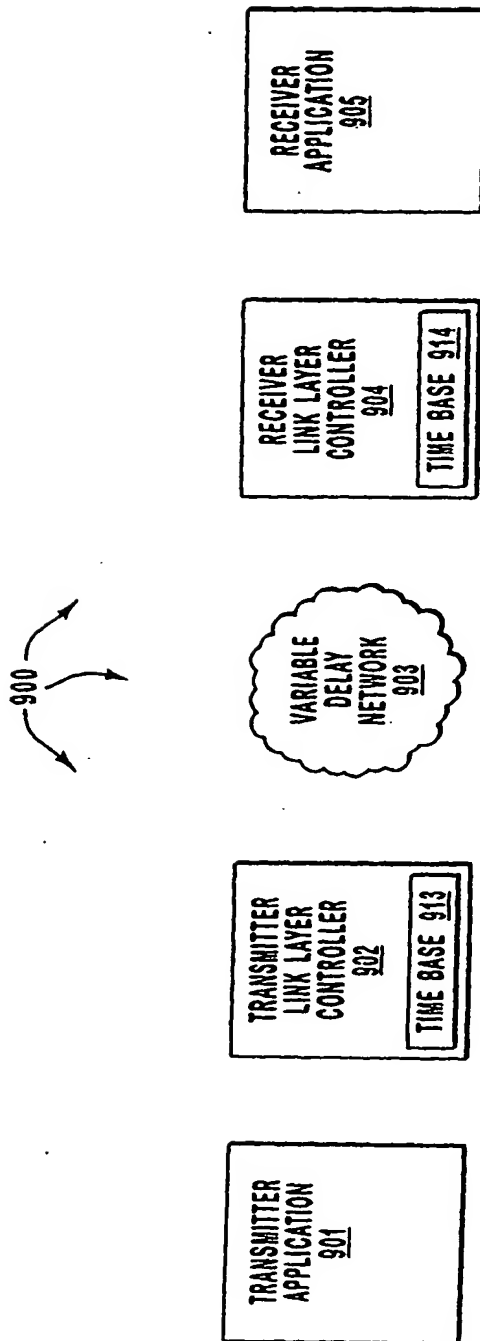 900
TRANSMITTER
APPLICATION
901
TRANSMITTER
LINK LAYER
CONTROLLER
902
TIME BASE 913
VARIABLE
DELAY
NETWORK
903
RECEIVER
LINK LAYER
CONTROLLER
904
TIME BASE 914
RECEIVER
APPLICATION
905